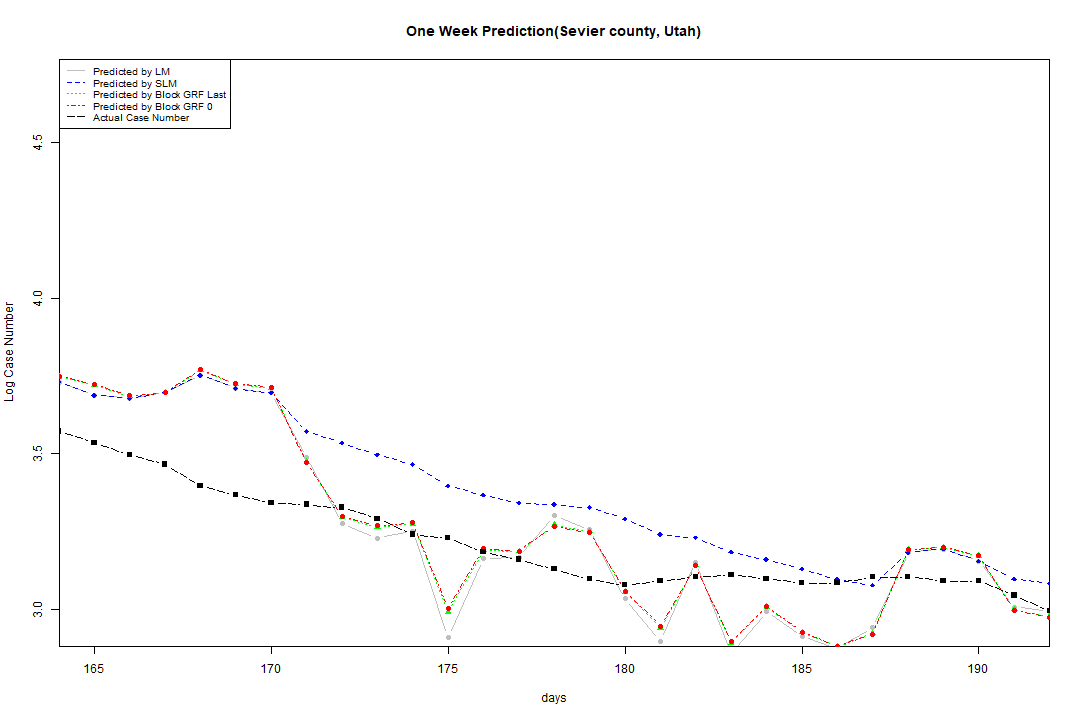 One Week Prediction(Sevier county, Utah)
Predicted by LM
Predicted by SLM
Predicted by Block GRF Last
Predicted by Block GRF 0
Actual Case Number
4.5
4.0
3.5
3.0
Log Case Number
165 170 175 180 185 190
days